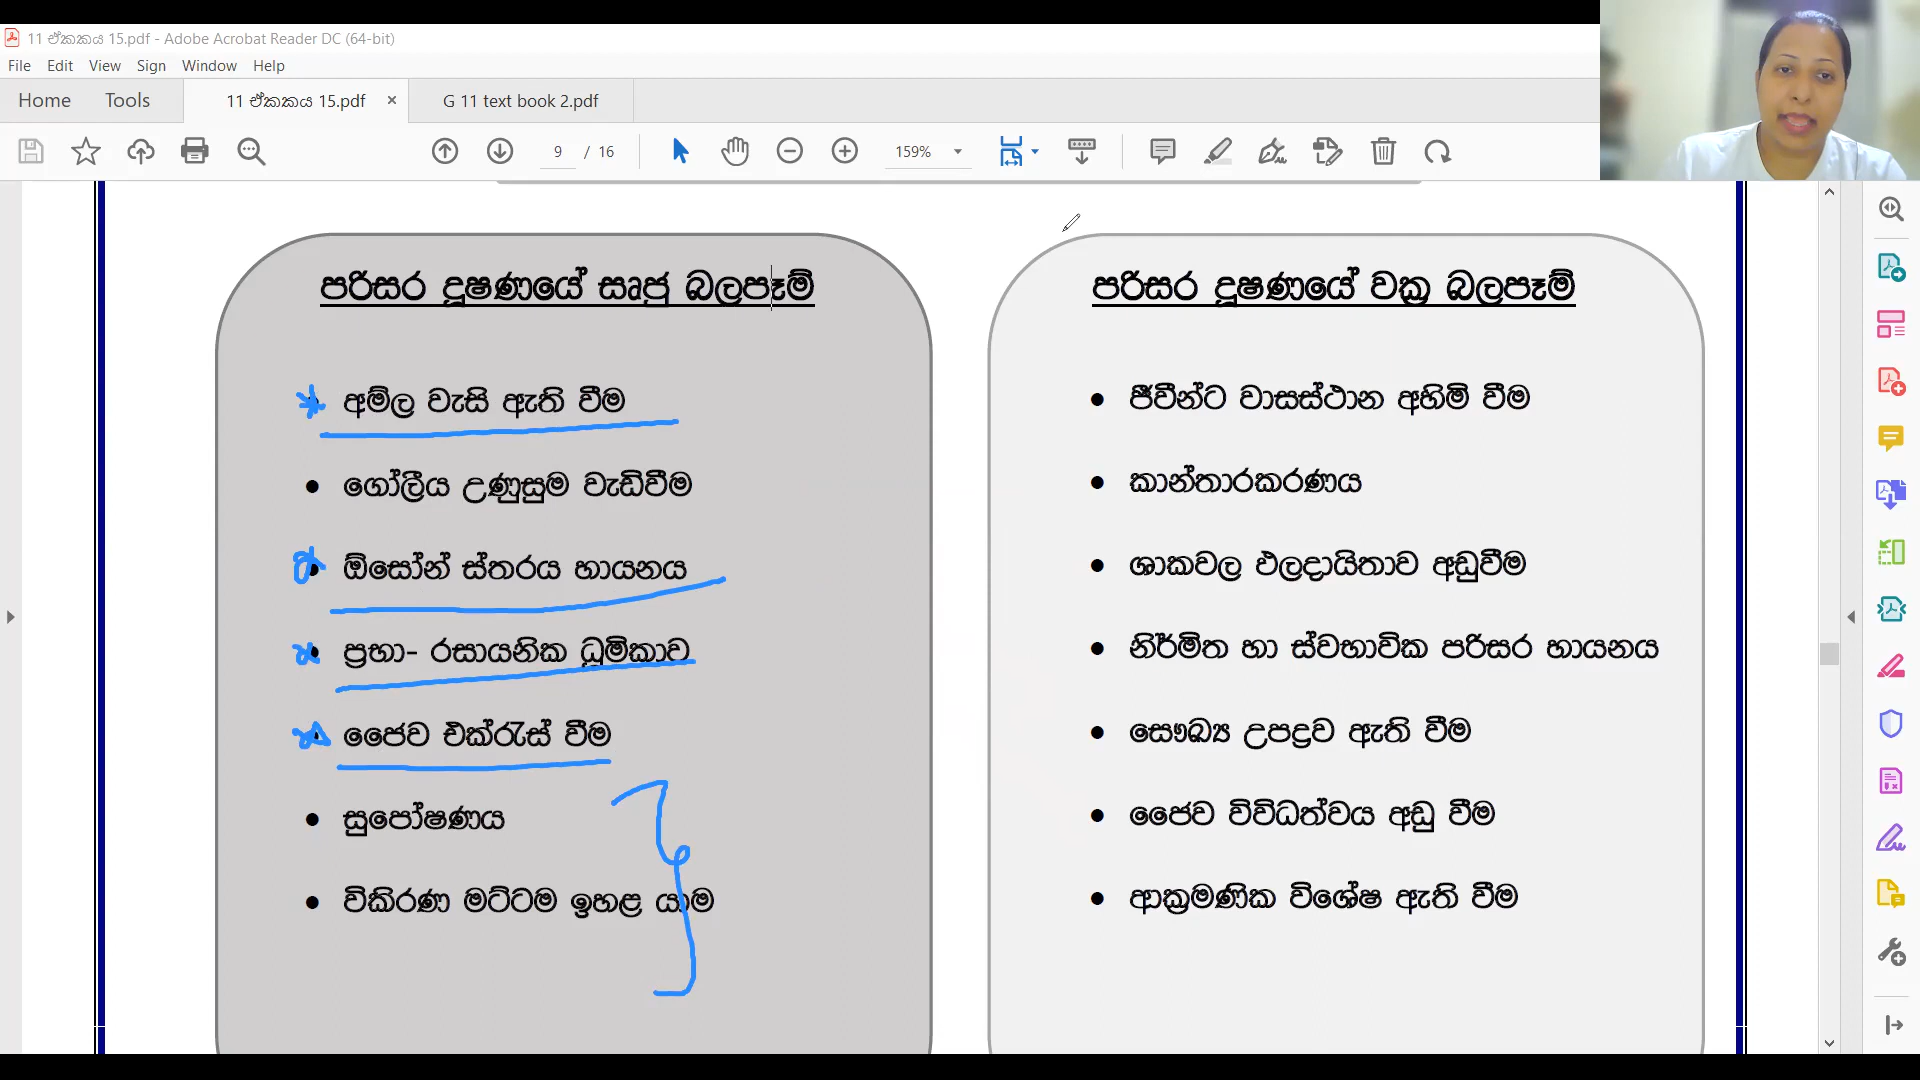 11 ඒකකය 15.pdf - Adobe Acrobat Reader DC (64-bit)
File Edit View Sign Window Help
Home Tools 11 ඒකකය 15.pdf × G 11 text book 2.pdf
9 / 16 159%
පරිසර දූෂණයේ සෘජු බලපෑම්
අම්ල වැසි ඇති වීම
ගෝලීය උණුසුම වැඩිවීම
ඕසෝන් ස්තරය හායනය
ප්‍රභා- රසායනික ධූමිකාව
ජෛව එක්රැස් වීම
සුපෝෂණය
විකිරණ මට්ටම ඉහළ යාම
පරිසර දූෂණයේ වක්‍ර බලපෑම්
ජීවීන්ට වාසස්ථාන අහිමි වීම
කාන්තාරකරණය
ශාකවල ඵලදායිතාව අඩුවීම
නිර්මිත හා ස්වභාවික පරිසර හායනය
සෞඛ්‍ය උපද්‍රව ඇති වීම
ජෛව විවිධත්වය අඩු වීම
ආක්‍රමණික විශේෂ ඇති වීම